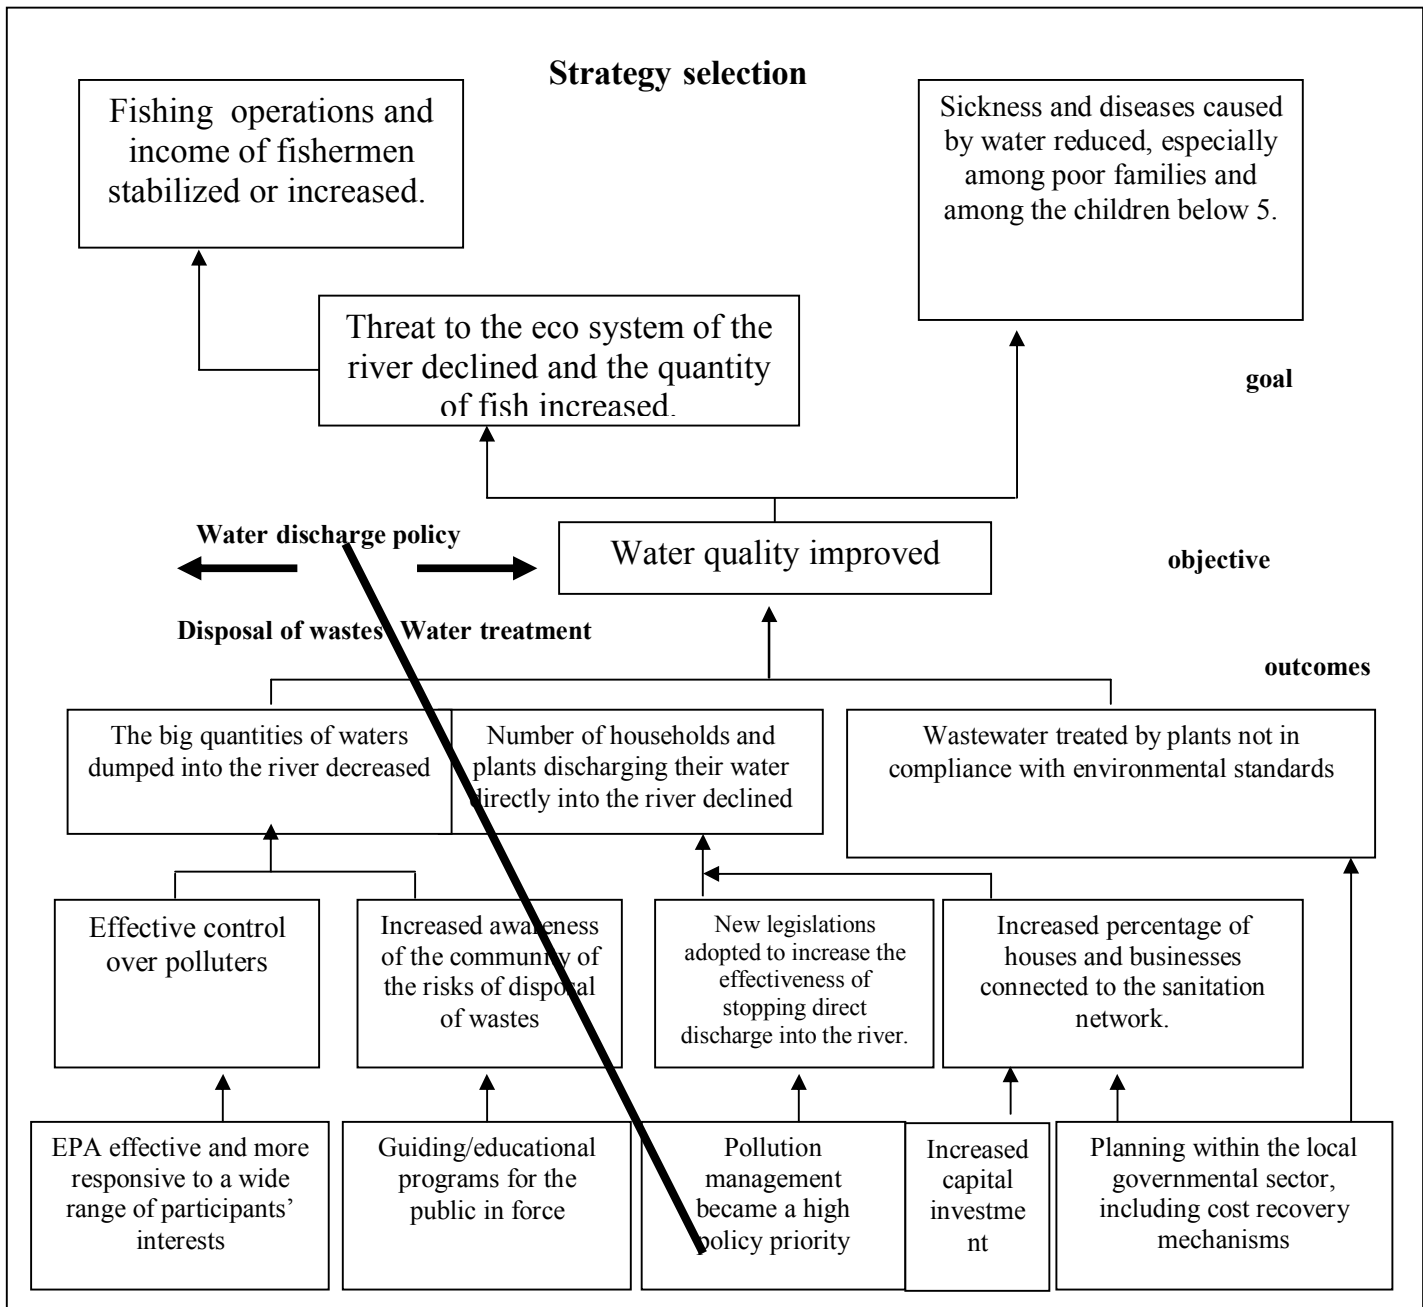 Strategy selection
Fishing operations and
income of fishermen
stabilized or increased.
Sickness and diseases caused
by water reduced, especially
among poor families and
among the children below 5.
Threat to the eco system of the
river declined and the quantity
of fish increased.
goal
Water discharge policy
Water quality improved
objective
Disposal of wastes
Water treatment
outcomes
The big quantities of waters
dumped into the river decreased
Number of households and
plants discharging their water
directly into the river declined
Wastewater treated by plants not in
compliance with environmental standards
Effective control
over polluters
Increased awareness
of the community of
the risks of disposal
of wastes
New legislations
adopted to increase the
effectiveness of
stopping direct
discharge into the river.
Increased percentage of
houses and businesses
connected to the sanitation
network.
EPA effective and more
responsive to a wide
range of participants’
interests
Guiding/educational
programs for the
public in force
Pollution
management
became a high
policy priority
Increased
capital
investme
nt
Planning within the local
governmental sector,
including cost recovery
mechanisms